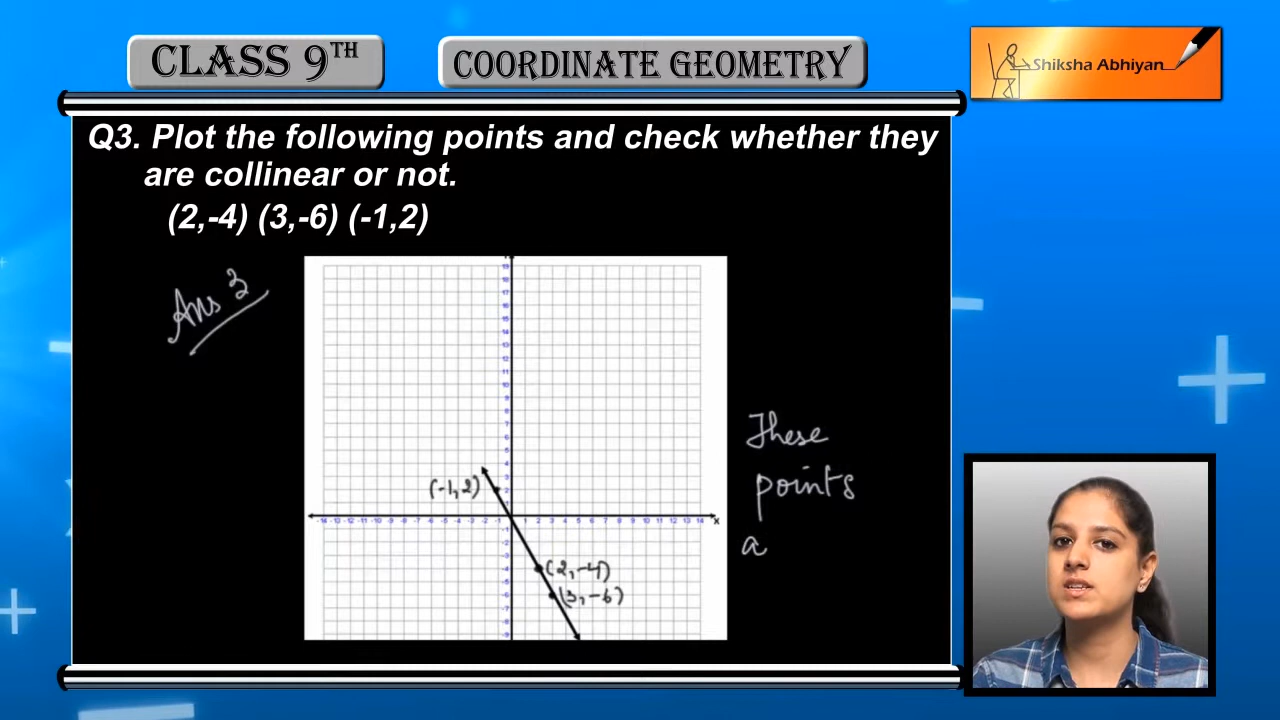 CLASS 9TH
COORDINATE GEOMETRY
Shiksha Abhiyan
Q3. Plot the following points and check whether they
are collinear or not.
(2,-4) (3,-6) (-1,2)
Ans 3
(-1,2)
x
(2,-4)
(3,-6)
These
points
a